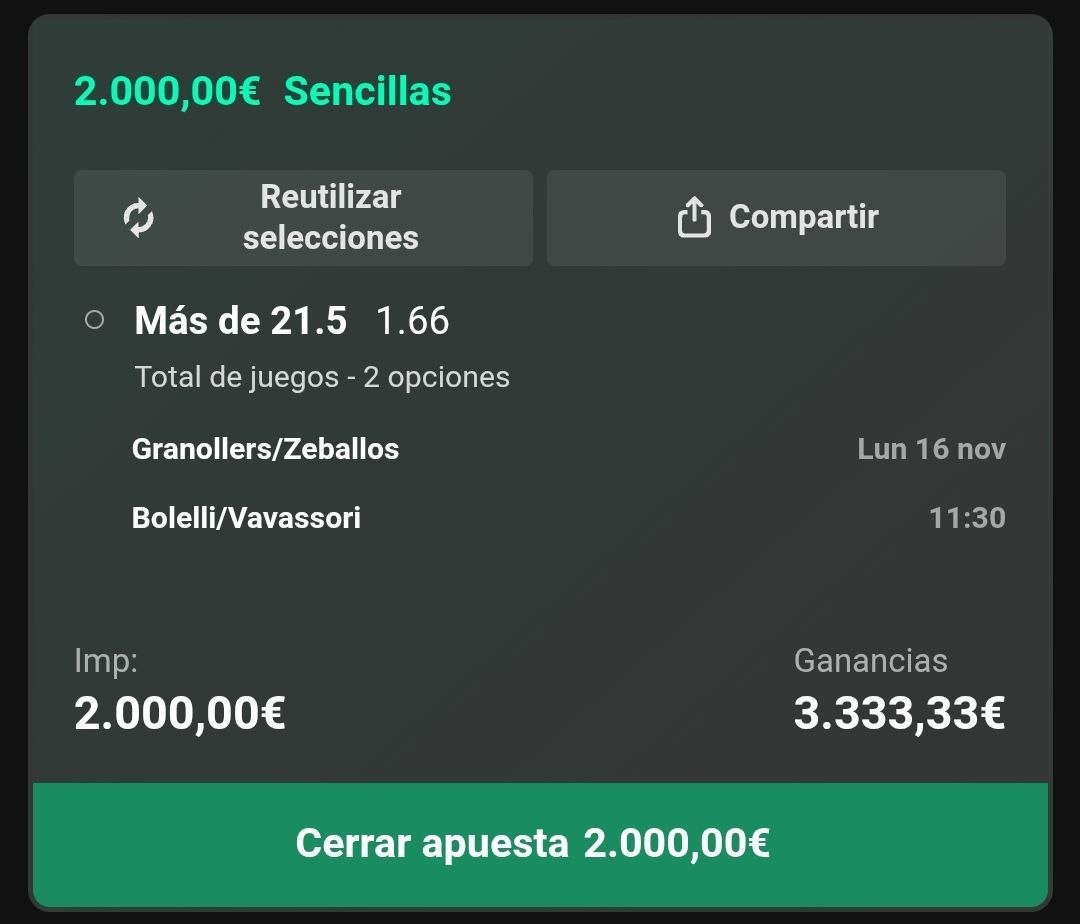 2.000,00€ Sencillas
Reutilizar
selecciones
Compartir
Más de 21.5 1.66
Total de juegos - 2 opciones
Granollers/Zeballos Lun 16 nov
Bolelli/Vavassori 11:30
Imp: Ganancias
2.000,00€ 3.333,33€
Cerrar apuesta 2.000,00€